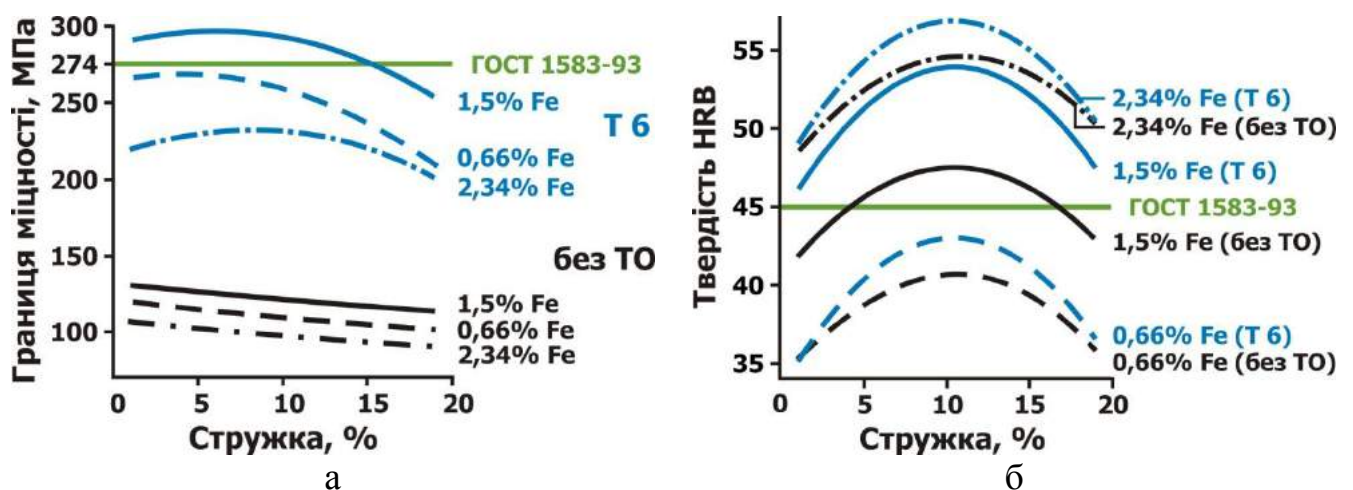 Границя міцності, МПа
300
274
250
200
150
100
ГОСТ 1583-93
1,5% Fe
Т 6
0,66% Fe
2,34% Fe
без ТО
1,5% Fe
0,66% Fe
2,34% Fe
0 5 10 15 20
Стружка, %
а
Твердість HRB
55
50
45
40
35
2,34% Fe (Т 6)
2,34% Fe (без ТО)
1,5% Fe (Т 6)
ГОСТ 1583-93
1,5% Fe (без ТО)
0,66% Fe (Т 6)
0,66% Fe (без ТО)
0 5 10 15 20
Стружка, %
б